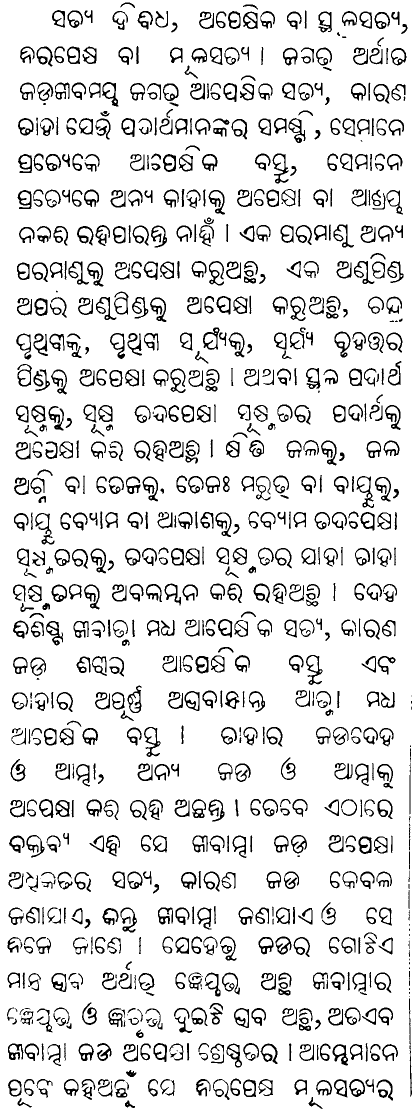 ସତ୍ୟ ଦ୍ୱିବିଧ, ଅପେକ୍ଷିକ ବା ସ୍ଥୂଳସତ୍ୟ,
ନିରପେକ୍ଷ ବା ମୂଳସତ୍ୟ । ଜଗତ୍ ଅର୍ଥାତ
ଜଡ଼ଜୀବମୟ ଜଗତ୍ ଆପେକ୍ଷିକ ସତ୍ୟ, କାରଣ
ତାହା ଯେଉଁ ପଦାର୍ଥମାନଙ୍କର ସମଷ୍ଟି, ସେମାନେ
ପ୍ରତ୍ୟେକେ ଆପେକ୍ଷିକ ବସ୍ତୁ, ସେମାନେ
ପ୍ରତ୍ୟେକେ ଅନ୍ୟ କାହାକୁ ଅପେକ୍ଷା ବା ଆଶ୍ରୟ
ନକରି ରହିପାରନ୍ତି ନାହିଁ । ଏକ ପରମାଣୁ ଅନ୍ୟ
ପରମାଣୁକୁ ଅପେକ୍ଷା କରୁଅଛି, ଏକ ଅଣୁପିଣ୍ଡ
ଅପର ଅଣୁପିଣ୍ଡକୁ ଅପେକ୍ଷା କରୁଅଛି, ଚନ୍ଦ୍ର
ପୃଥିବୀକୁ, ପୃଥିବୀ ସୂର୍ଯ୍ୟକୁ, ସୂର୍ଯ୍ୟ ବୃହତ୍ତର
ପିଣ୍ଡକୁ ଅପେକ୍ଷା କରୁଅଛି । ଅଥବା ସ୍ଥୂଳ ପଦାର୍ଥ
ସୂକ୍ଷ୍ମକୁ, ସୂକ୍ଷ୍ମ ତଦପେକ୍ଷା ସୂକ୍ଷ୍ମତର ପଦାର୍ଥକୁ
ଅପେକ୍ଷା କରି ରହିଅଛି । କ୍ଷିତି ଜଳକୁ, ଜଳ
ଅଗ୍ନି ବା ତେଜକୁ, ତେଜଃ ମରୁତ୍ ବା ବାୟୁକୁ,
ବାୟୁ ବ୍ୟୋମ ବା ଆକାଶକୁ, ବ୍ୟୋମ ତଦପେକ୍ଷା
ସୂକ୍ଷ୍ମତରକୁ, ତଦପେକ୍ଷା ସୂକ୍ଷ୍ମତର ଯାହା ତାହା
ସୂକ୍ଷ୍ମତମକୁ ଅବଲମ୍ବନ କରି ରହିଅଛି । ଦେହ
ବିଶିଷ୍ଟ ଜୀବାତ୍ମା ମଧ ଆପେକ୍ଷିକ ସତ୍ୟ, କାରଣ
ଜଡ଼ ଶରୀର ଆପେକ୍ଷିକ ବସ୍ତୁ ଏବଂ
ତାହାର ଅପୂର୍ଣ୍ଣ ଆତ୍ମା ମଧ
ଆପେକ୍ଷିକ ବସ୍ତୁ । ତାହାର ଜଡଦେହ
ଓ ଆତ୍ମା, ଅନ୍ୟ ଜଡ ଓ ଆତ୍ମାକୁ
ଅପେକ୍ଷା କରି ରହି ଅଛନ୍ତି । ତେବେ ଏଠାରେ
ବକ୍ତବ୍ୟ ଏହି ଯେ ଜୀବାତ୍ମା ଜଡ଼ ଅପେକ୍ଷା
ଅଧିକତର ସତ୍ୟ, କାରଣ ଜଡ କେବଳ
ଜଣାଯାଏ, କିନ୍ତୁ ଜୀବାତ୍ମା ଜଣାଯାଏ ଓ ସେ
ନିଜେ ଜାଣେ । ଯେହେତୁ ଜଡର ଗୋଟିଏ
ମାତ୍ର ଭାବ ଅର୍ଥାତ୍ ଜ୍ଞେୟତ୍ୱ ଅଛି ଜୀବାତ୍ମାର
ଜ୍ଞେୟତ୍ୱ ଓ ଜ୍ଞାତୃତ୍ୱ ଦୁଇଟି ଭାବ ଅଛି, ଅତଏବ
ଜୀବାତ୍ମା ଜଡ ଅପେକ୍ଷା ଶ୍ରେଷ୍ଠତର । ଆମ୍ଭେମାନେ
ପୂର୍ବେ କହିଅଛୁଁ ଯେ ନିରପେକ୍ଷ ମୂଳସତ୍ୟର